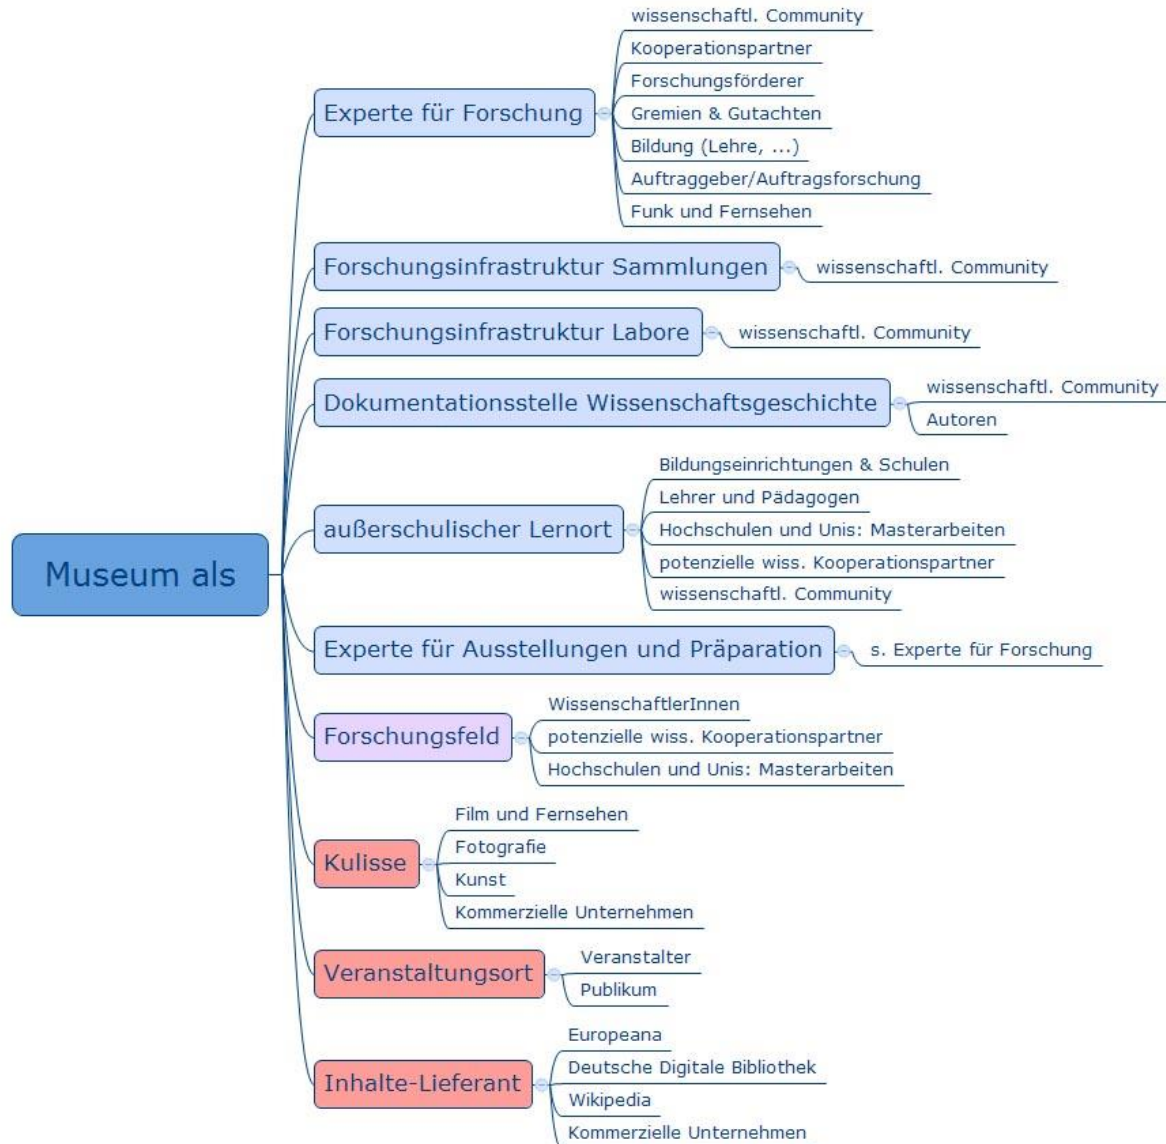 Museum als
Experte für Forschung
wissenschaftl. Community
Kooperationspartner
Forschungsförderer
Gremien & Gutachten
Bildung (Lehre, ...)
Auftraggeber/Auftragsforschung
Funk und Fernsehen
Forschungsinfrastruktur Sammlungen
wissenschaftl. Community
Forschungsinfrastruktur Labore
wissenschaftl. Community
Dokumentationsstelle Wissenschaftsgeschichte
wissenschaftl. Community
Autoren
außerschulischer Lernort
Bildungseinrichtungen & Schulen
Lehrer und Pädagogen
Hochschulen und Unis: Masterarbeiten
potenzielle wiss. Kooperationspartner
wissenschaftl. Community
Experte für Ausstellungen und Präparation
s. Experte für Forschung
Forschungsfeld
WissenschaftlerInnen
potenzielle wiss. Kooperationspartner
Hochschulen und Unis: Masterarbeiten
Kulisse
Film und Fernsehen
Fotografie
Kunst
Kommerzielle Unternehmen
Veranstaltungsort
Veranstalter
Publikum
Inhalte-Lieferant
Europeana
Deutsche Digitale Bibliothek
Wikipedia
Kommerzielle Unternehmen